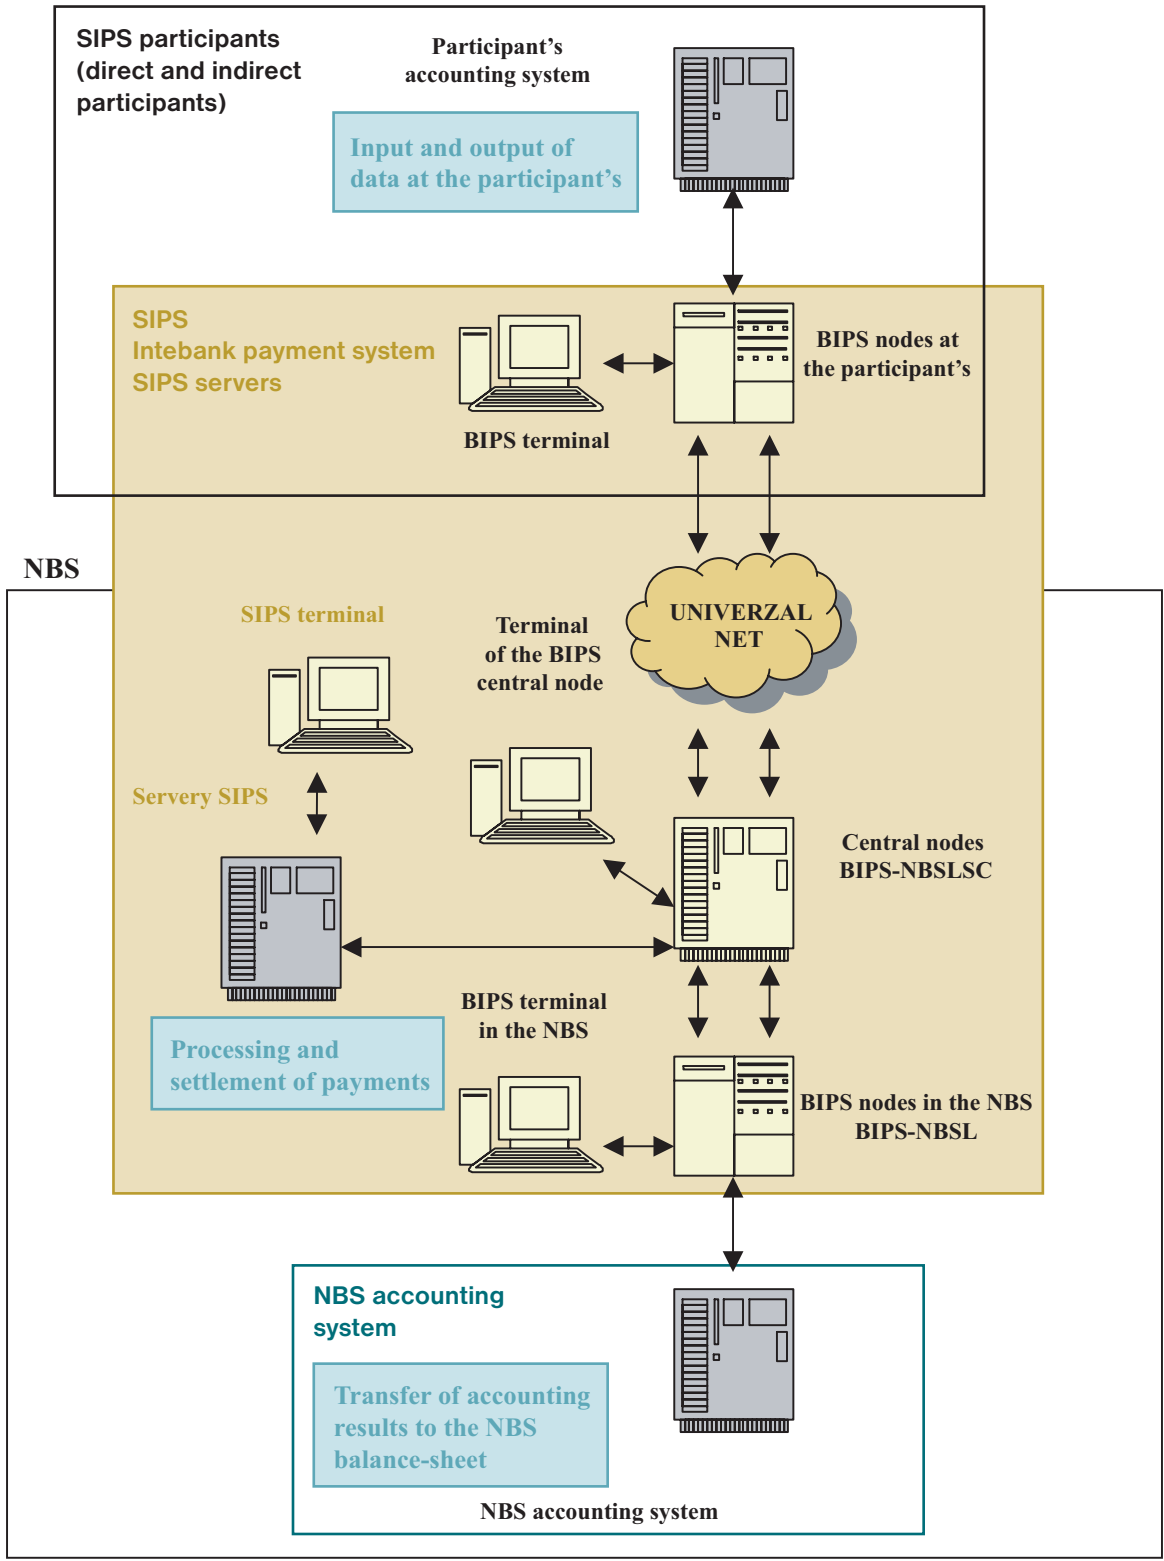 SIPS participants
(direct and indirect
participants)
Participant’s
accounting system
Input and output of
data at the participant’s
SIPS
Intebank payment system
SIPS servers
BIPS nodes at
the participant’s
BIPS terminal
NBS
SIPS terminal
Terminal
of the BIPS
central node
UNIVERZAL
NET
Servery SIPS
Central nodes
BIPS-NBSLSC
BIPS terminal
in the NBS
Processing and
settlement of payments
BIPS nodes in the NBS
BIPS-NBSL
NBS accounting
system
Transfer of accounting
results to the NBS
balance-sheet
NBS accounting system